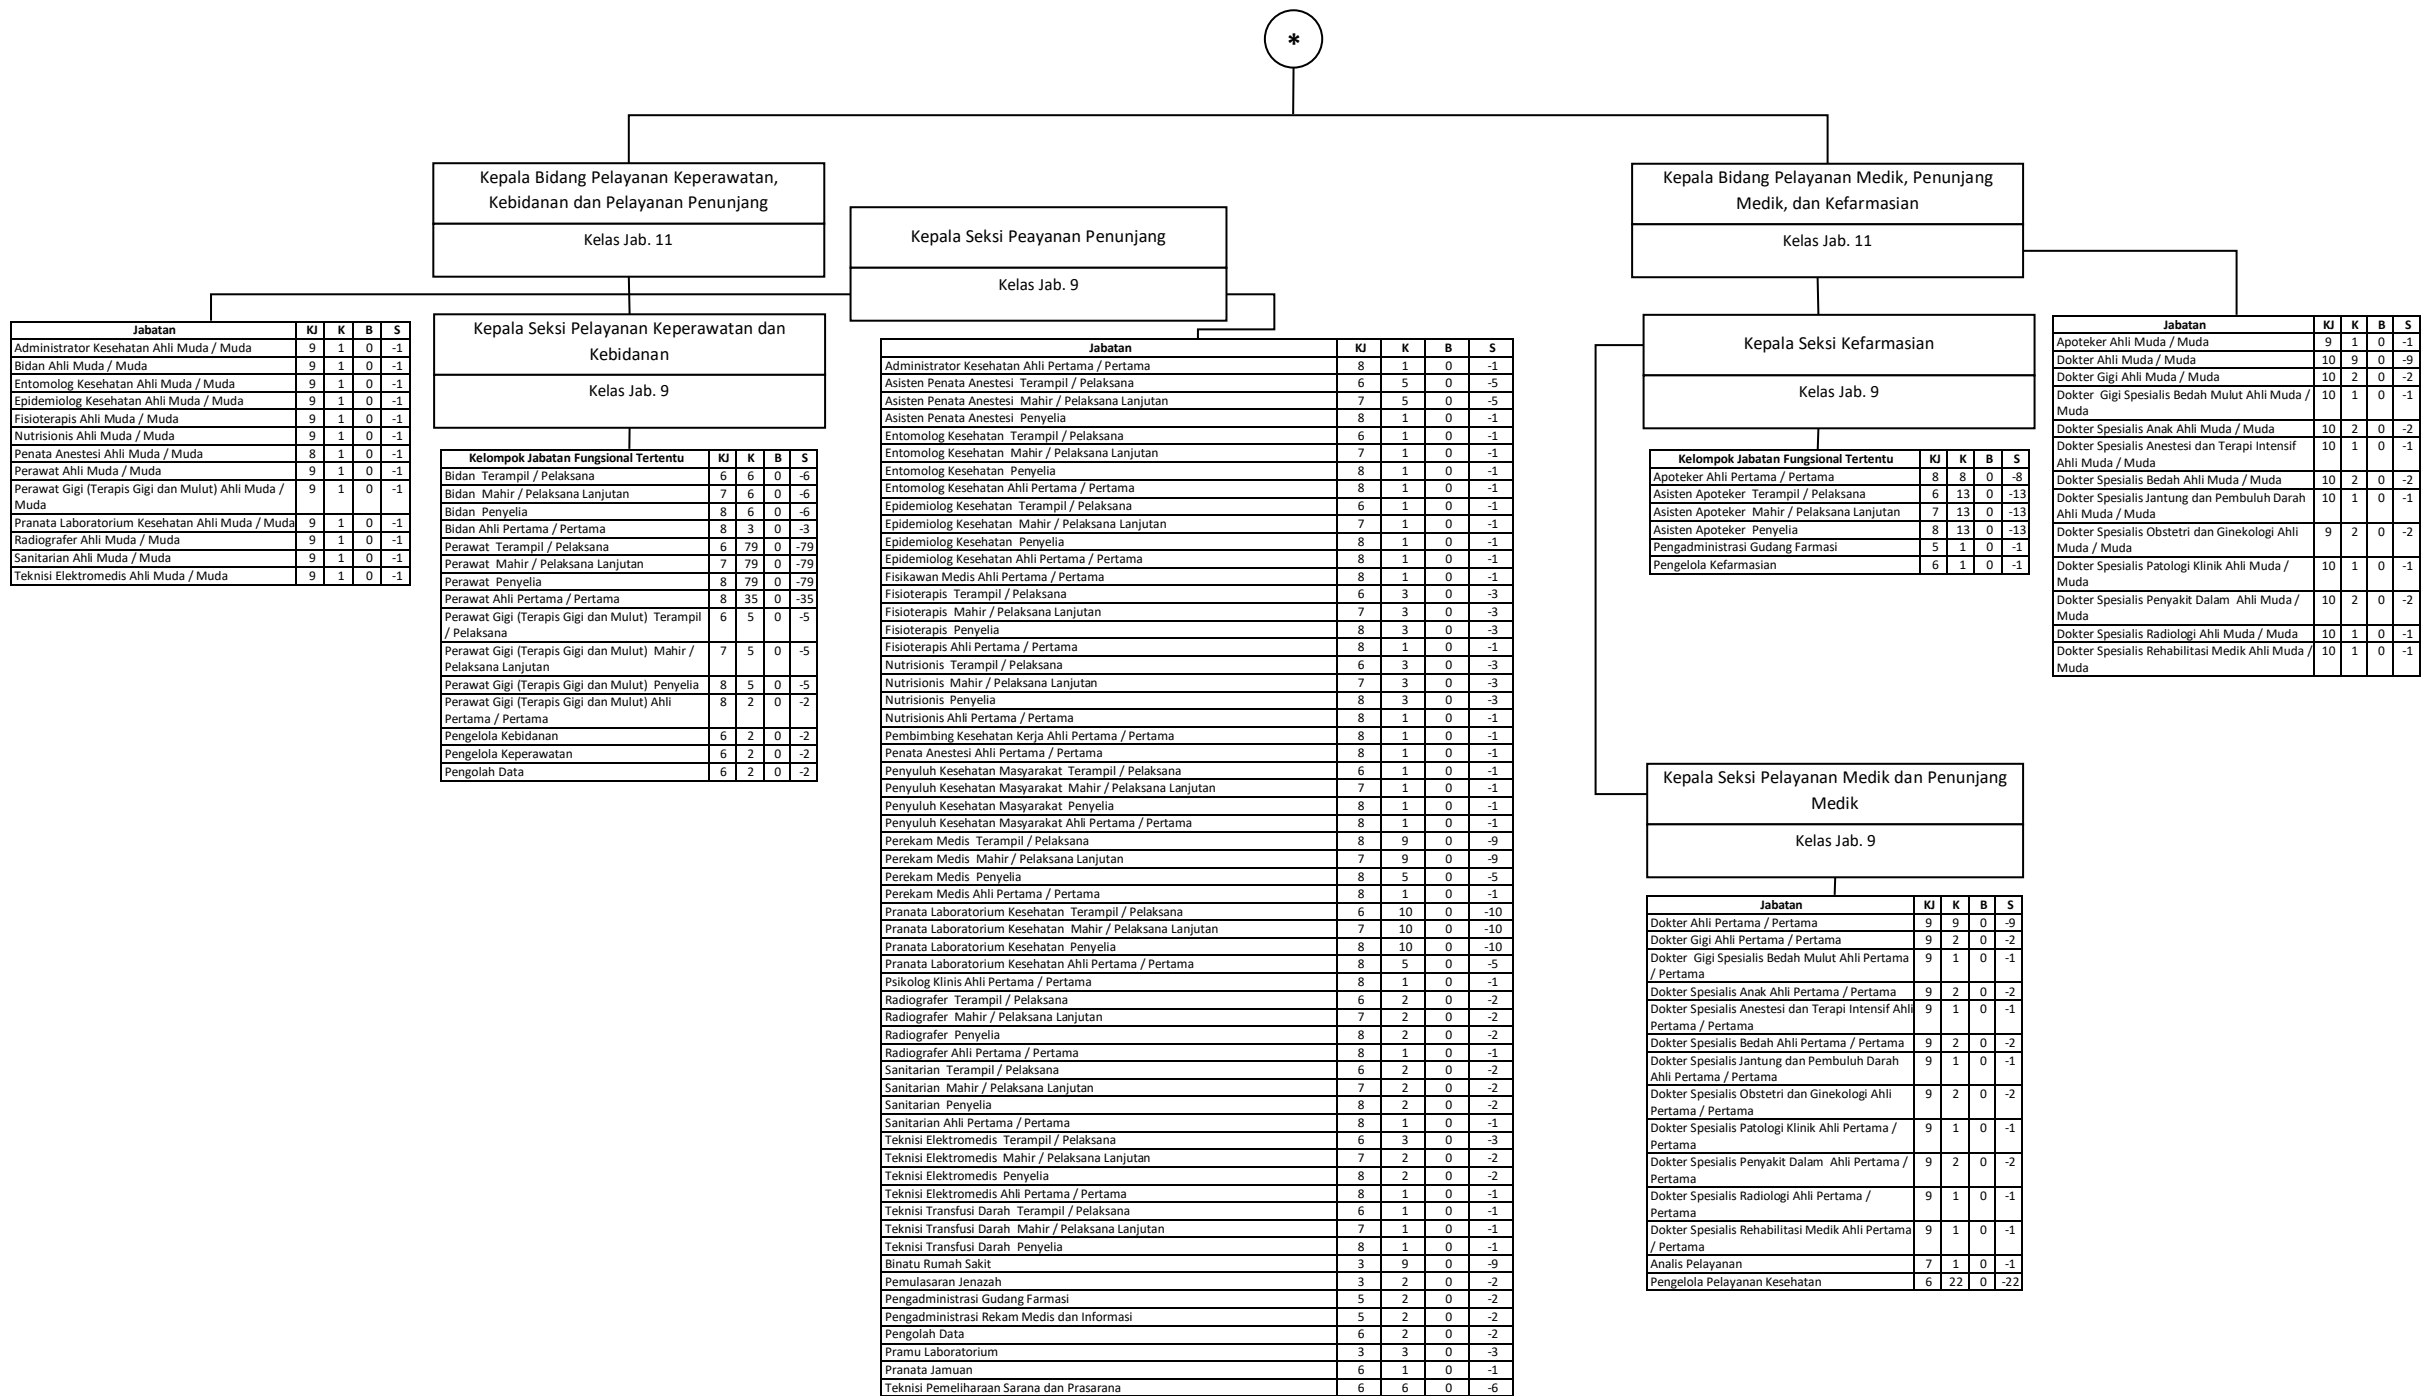 *
Kepala Bidang Pelayanan Keperawatan,
Kebidanan dan Pelayanan Penunjang
Kelas Jab. 11
Kepala Seksi Peayanan Penunjang
Kelas Jab. 9
Kepala Bidang Pelayanan Medik, Penunjang
Medik, dan Kefarmasian
Kelas Jab. 11
Jabatan KJ K B S
Administrator Kesehatan Ahli Muda / Muda 9 1 0 -1
Bidan Ahli Muda / Muda 9 1 0 -1
Entomolog Kesehatan Ahli Muda / Muda 9 1 0 -1
Epidemiolog Kesehatan Ahli Muda / Muda 9 1 0 -1
Fisioterapis Ahli Muda / Muda 9 1 0 -1
Nutrisionis Ahli Muda / Muda 9 1 0 -1
Penata Anestesi Ahli Muda / Muda 8 1 0 -1
Perawat Ahli Muda / Muda 9 1 0 -1
Perawat Gigi (Terapis Gigi dan Mulut) Ahli Muda / 9 1 0 -1
Muda
Pranata Laboratorium Kesehatan Ahli Muda / Muda 9 1 0 -1
Radiografer Ahli Muda / Muda 9 1 0 -1
Sanitarian Ahli Muda / Muda 9 1 0 -1
Teknisi Elektromedis Ahli Muda / Muda 9 1 0 -1
Kepala Seksi Pelayanan Keperawatan dan
Kebidanan
Kelas Jab. 9
Kelompok Jabatan Fungsional Tertentu KJ K B S
Bidan Terampil / Pelaksana 6 6 0 -6
Bidan Mahir / Pelaksana Lanjutan 7 6 0 -6
Bidan Penyelia 8 6 0 -6
Bidan Ahli Pertama / Pertama 8 3 0 -3
Perawat Terampil / Pelaksana 6 79 0 -79
Perawat Mahir / Pelaksana Lanjutan 7 79 0 -79
Perawat Penyelia 8 79 0 -79
Perawat Ahli Pertama / Pertama 8 35 0 -35
Perawat Gigi (Terapis Gigi dan Mulut) Terampil 6 5 0 -5
/ Pelaksana
Perawat Gigi (Terapis Gigi dan Mulut) Mahir / 7 5 0 -5
Pelaksana Lanjutan
Perawat Gigi (Terapis Gigi dan Mulut) Penyelia 8 5 0 -5
Perawat Gigi (Terapis Gigi dan Mulut) Ahli 8 2 0 -2
Pertama / Pertama
Pengelola Kebidanan 6 2 0 -2
Pengelola Keperawatan 6 2 0 -2
Pengolah Data 6 2 0 -2
Jabatan KJ K B S
Administrator Kesehatan Ahli Pertama / Pertama 8 1 0 -1
Asisten Penata Anestesi Terampil / Pelaksana 6 5 0 -5
Asisten Penata Anestesi Mahir / Pelaksana Lanjutan 7 5 0 -5
Asisten Penata Anestesi Penyelia 8 1 0 -1
Entomolog Kesehatan Terampil / Pelaksana 6 1 0 -1
Entomolog Kesehatan Mahir / Pelaksana Lanjutan 7 1 0 -1
Entomolog Kesehatan Penyelia 8 1 0 -1
Entomolog Kesehatan Ahli Pertama / Pertama 8 1 0 -1
Epidemiolog Kesehatan Terampil / Pelaksana 6 1 0 -1
Epidemiolog Kesehatan Mahir / Pelaksana Lanjutan 7 1 0 -1
Epidemiolog Kesehatan Penyelia 8 1 0 -1
Epidemiolog Kesehatan Ahli Pertama / Pertama 8 1 0 -1
Fisikawan Medis Ahli Pertama / Pertama 8 1 0 -1
Fisioterapis Terampil / Pelaksana 6 3 0 -3
Fisioterapis Mahir / Pelaksana Lanjutan 7 3 0 -3
Fisioterapis Penyelia 8 3 0 -3
Fisioterapis Ahli Pertama / Pertama 8 1 0 -1
Nutrisionis Terampil / Pelaksana 6 3 0 -3
Nutrisionis Mahir / Pelaksana Lanjutan 7 3 0 -3
Nutrisionis Penyelia 8 3 0 -3
Nutrisionis Ahli Pertama / Pertama 8 1 0 -1
Pembimbing Kesehatan Kerja Ahli Pertama / Pertama 8 1 0 -1
Penata Anestesi Ahli Pertama / Pertama 8 1 0 -1
Penyuluh Kesehatan Masyarakat Terampil / Pelaksana 6 1 0 -1
Penyuluh Kesehatan Masyarakat Mahir / Pelaksana Lanjutan 7 1 0 -1
Penyuluh Kesehatan Masyarakat Penyelia 8 1 0 -1
Penyuluh Kesehatan Masyarakat Ahli Pertama / Pertama 8 1 0 -1
Perekam Medis Terampil / Pelaksana 8 9 0 -9
Perekam Medis Mahir / Pelaksana Lanjutan 7 9 0 -9
Perekam Medis Penyelia 8 5 0 -5
Perekam Medis Ahli Pertama / Pertama 8 1 0 -1
Pranata Laboratorium Kesehatan Terampil / Pelaksana 6 10 0 -10
Pranata Laboratorium Kesehatan Mahir / Pelaksana Lanjutan 7 10 0 -10
Pranata Laboratorium Kesehatan Penyelia 8 10 0 -10
Pranata Laboratorium Kesehatan Ahli Pertama / Pertama 8 5 0 -5
Psikolog Klinis Ahli Pertama / Pertama 8 1 0 -1
Radiografer Terampil / Pelaksana 6 2 0 -2
Radiografer Mahir / Pelaksana Lanjutan 7 2 0 -2
Radiografer Penyelia 8 2 0 -2
Radiografer Ahli Pertama / Pertama 8 1 0 -1
Sanitarian Terampil / Pelaksana 6 2 0 -2
Sanitarian Mahir / Pelaksana Lanjutan 7 2 0 -2
Sanitarian Penyelia 8 2 0 -2
Sanitarian Ahli Pertama / Pertama 8 1 0 -1
Teknisi Elektromedis Terampil / Pelaksana 6 3 0 -3
Teknisi Elektromedis Mahir / Pelaksana Lanjutan 7 2 0 -2
Teknisi Elektromedis Penyelia 8 2 0 -2
Teknisi Elektromedis Ahli Pertama / Pertama 8 1 0 -1
Teknisi Transfusi Darah Terampil / Pelaksana 6 1 0 -1
Teknisi Transfusi Darah Mahir / Pelaksana Lanjutan 7 1 0 -1
Teknisi Transfusi Darah Penyelia 8 1 0 -1
Binatu Rumah Sakit 3 9 0 -9
Pemulasaran Jenazah 3 2 0 -2
Pengadministrasi Gudang Farmasi 5 2 0 -2
Pengadministrasi Rekam Medis dan Informasi 5 2 0 -2
Pengolah Data 6 2 0 -2
Pramu Laboratorium 3 3 0 -3
Pranata Jamuan 6 1 0 -1
Teknisi Pemeliharaan Sarana dan Prasarana 6 6 0 -6
Kepala Seksi Kefarmasian
Kelas Jab. 9
Kelompok Jabatan Fungsional Tertentu KJ K B S
Apoteker Ahli Pertama / Pertama 8 8 0 -8
Asisten Apoteker Terampil / Pelaksana 6 13 0 -13
Asisten Apoteker Mahir / Pelaksana Lanjutan 7 13 0 -13
Asisten Apoteker Penyelia 8 13 0 -13
Pengadministrasi Gudang Farmasi 5 1 0 -1
Pengelola Kefarmasian 6 1 0 -1
Kepala Seksi Pelayanan Medik dan Penunjang
Medik
Kelas Jab. 9
Jabatan KJ K B S
Dokter Ahli Pertama / Pertama 9 9 0 -9
Dokter Gigi Ahli Pertama / Pertama 9 2 0 -2
Dokter Gigi Spesialis Bedah Mulut Ahli Pertama 9 1 0 -1
/ Pertama
Dokter Spesialis Anak Ahli Pertama / Pertama 9 2 0 -2
Dokter Spesialis Anestesi dan Terapi Intensif Ahli 9 1 0 -1
Pertama / Pertama
Dokter Spesialis Bedah Ahli Pertama / Pertama 9 2 0 -2
Dokter Spesialis Jantung dan Pembuluh Darah 9 1 0 -1
Ahli Pertama / Pertama
Dokter Spesialis Obstetri dan Ginekologi Ahli 9 2 0 -2
Pertama / Pertama
Dokter Spesialis Patologi Klinik Ahli Pertama / 9 1 0 -1
Pertama
Dokter Spesialis Penyakit Dalam Ahli Pertama / 9 2 0 -2
Pertama
Dokter Spesialis Radiologi Ahli Pertama / 9 1 0 -1
Pertama
Dokter Spesialis Rehabilitasi Medik Ahli Pertama 9 1 0 -1
/ Pertama
Analis Pelayanan 7 1 0 -1
Pengelola Pelayanan Kesehatan 6 22 0 -22
Jabatan KJ K B S
Apoteker Ahli Muda / Muda 9 1 0 -1
Dokter Ahli Muda / Muda 10 9 0 -9
Dokter Gigi Ahli Muda / Muda 10 2 0 -2
Dokter Gigi Spesialis Bedah Mulut Ahli Muda / 10 1 0 -1
Muda
Dokter Spesialis Anak Ahli Muda / Muda 10 2 0 -2
Dokter Spesialis Anestesi dan Terapi Intensif 10 1 0 -1
Ahli Muda / Muda
Dokter Spesialis Bedah Ahli Muda / Muda 10 2 0 -2
Dokter Spesialis Jantung dan Pembuluh Darah 10 1 0 -1
Ahli Muda / Muda
Dokter Spesialis Obstetri dan Ginekologi Ahli 9 2 0 -2
Muda / Muda
Dokter Spesialis Patologi Klinik Ahli Muda / 10 1 0 -1
Muda
Dokter Spesialis Penyakit Dalam Ahli Muda / 10 2 0 -2
Muda
Dokter Spesialis Radiologi Ahli Muda / Muda 10 1 0 -1
Dokter Spesialis Rehabilitasi Medik Ahli Muda / 10 1 0 -1
Muda